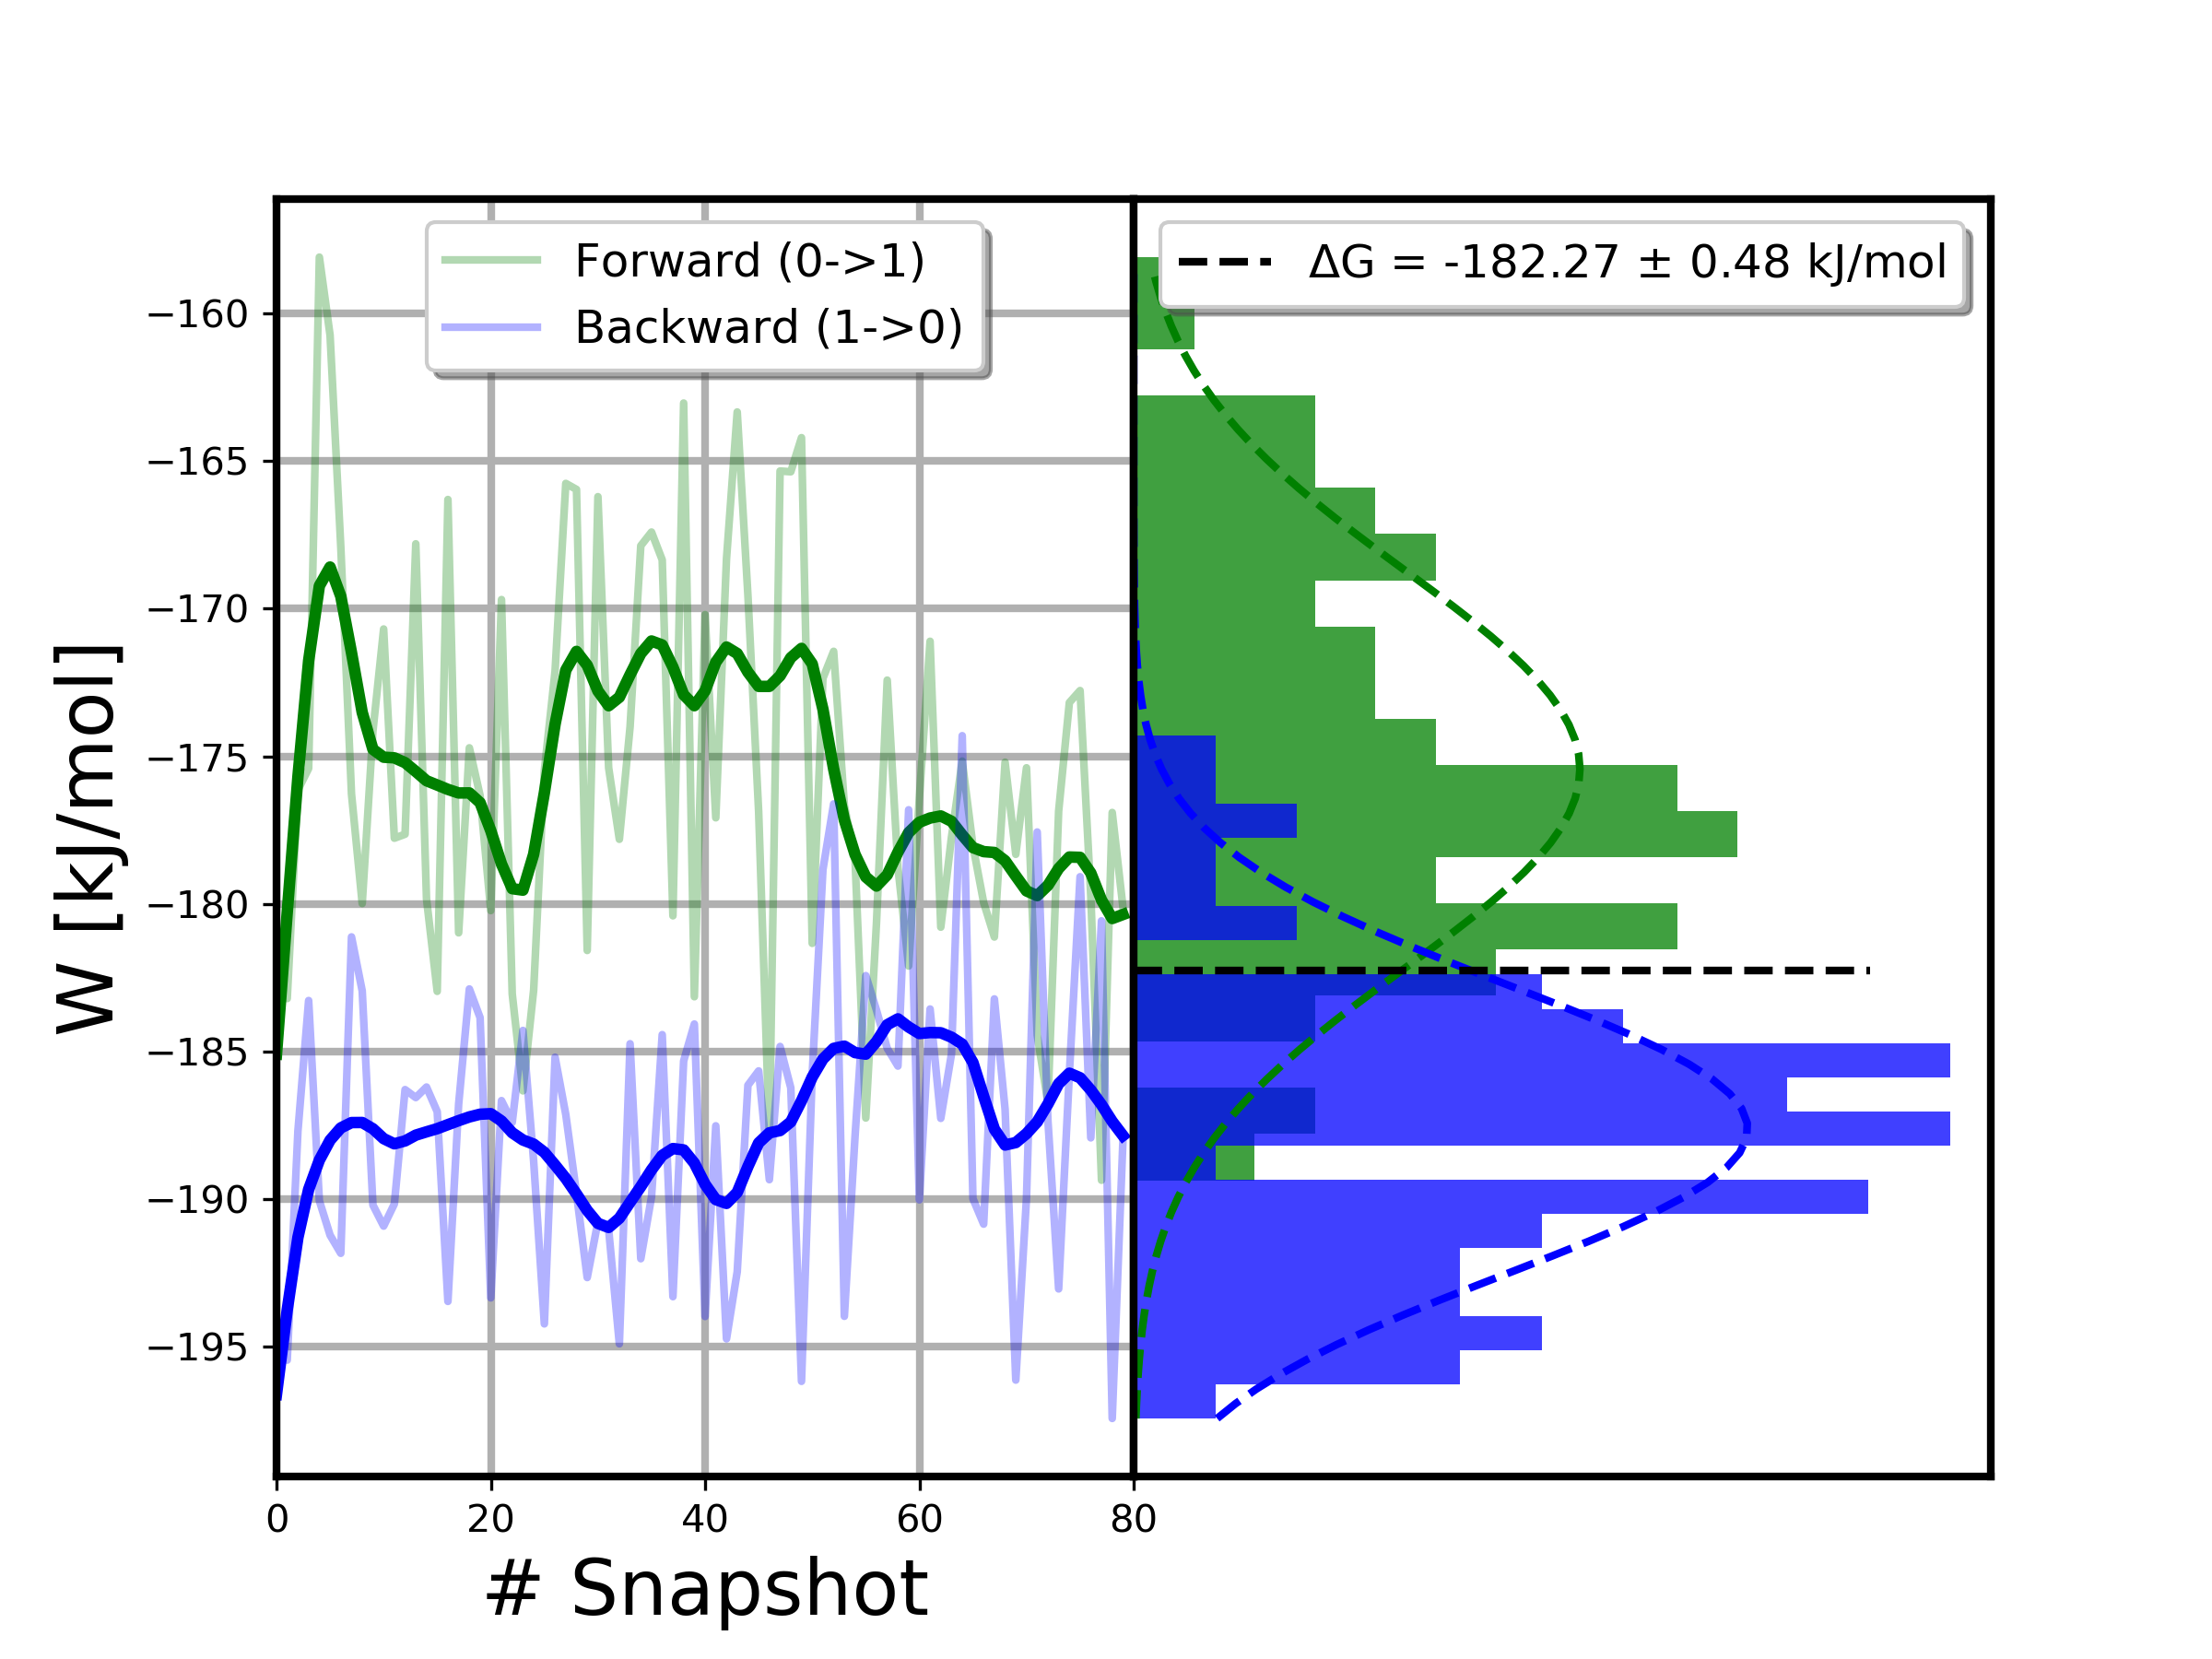 Forward (0->1)
Backward (1->0)
ΔG = -182.27 ± 0.48 kJ/mol
W [kJ/mol]
−160
−165
−170
−175
−180
−185
−190
−195
0 20 40 60 80
# Snapshot